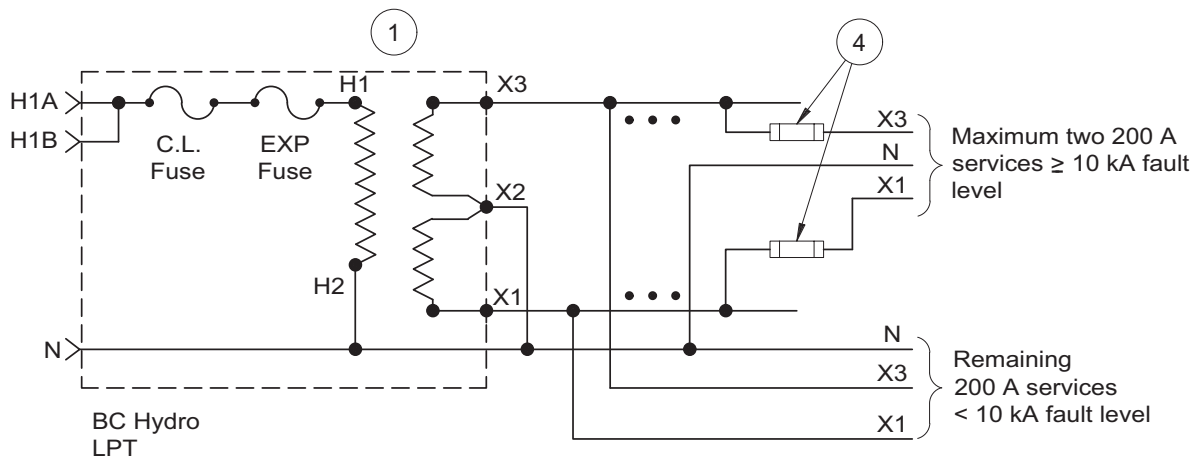 1
4
H1A
H1B
C.L.
Fuse
EXP
Fuse
H1
X3
X2
H2
X1
N
BC Hydro
LPT
X3
N
X1
Maximum two 200 A
services ≥ 10 kA fault
level
N
X3
X1
Remaining
200 A services
< 10 kA fault level